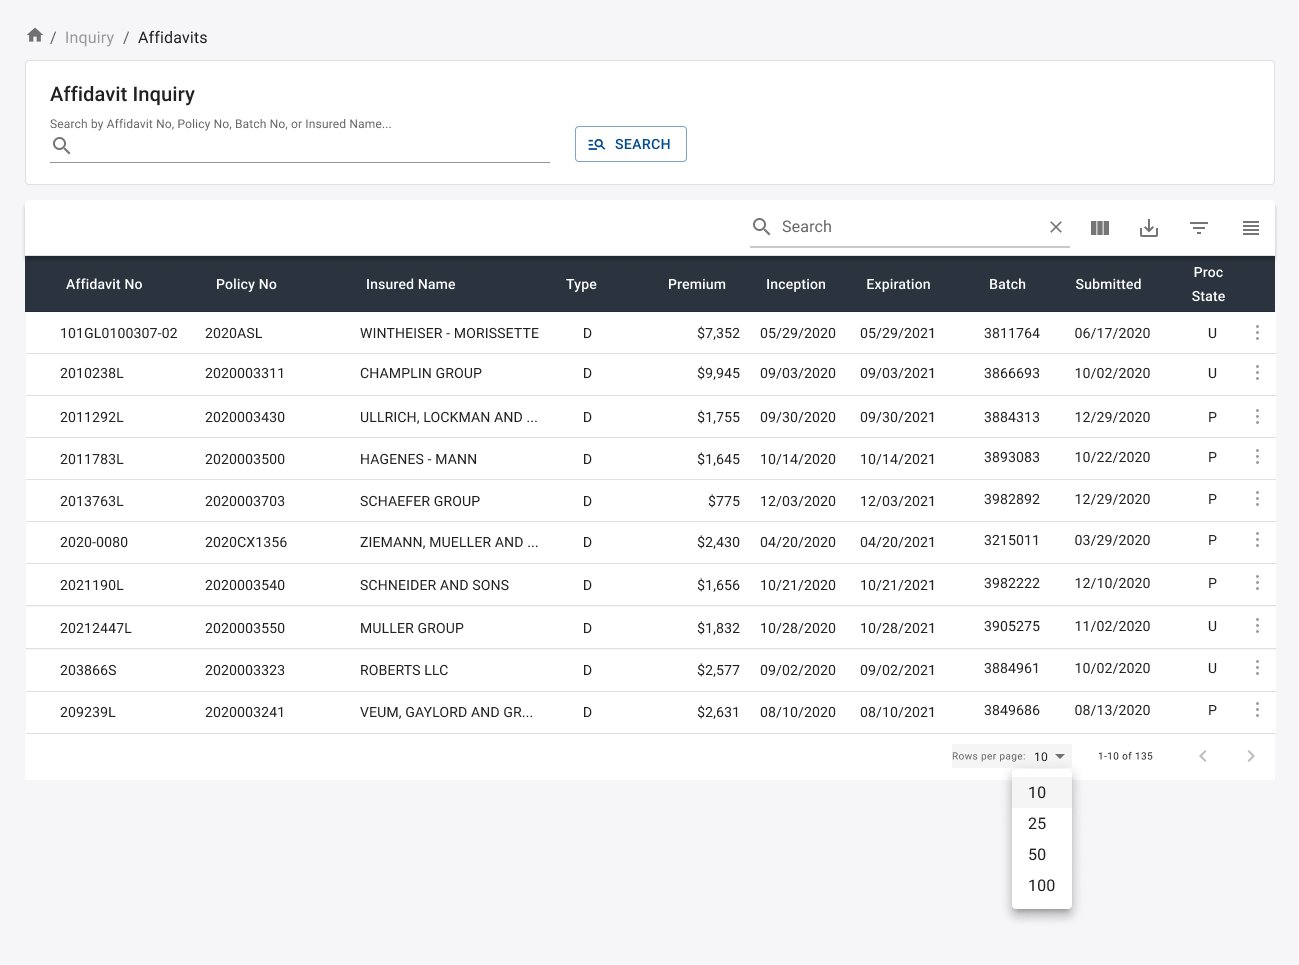 / Inquiry / Affidavits
Affidavit Inquiry
Search by Affidavit No, Policy No, Batch No, or Insured Name...
SEARCH
Search
Affidavit No Policy No Insured Name Type Premium Inception Expiration Batch Submitted Proc State
101GL0100307-02 2020ASL WINTHEISER - MORISSETTE D $7,352 05/29/2020 05/29/2021 3811764 06/17/2020 U
2010238L 2020003311 CHAMPLIN GROUP D $9,945 09/03/2020 09/03/2021 3866693 10/02/2020 U
2011292L 2020003430 ULLRICH, LOCKMAN AND ... D $1,755 09/30/2020 09/30/2021 3884313 12/29/2020 P
2011783L 2020003500 HAGENES - MANN D $1,645 10/14/2020 10/14/2021 3893083 10/22/2020 P
2013763L 2020003703 SCHAEFER GROUP D $775 12/03/2020 12/03/2021 3982892 12/29/2020 P
2020-0080 2020CX1356 ZIEMANN, MUELLER AND ... D $2,430 04/20/2020 04/20/2021 3215011 03/29/2020 P
2021190L 2020003540 SCHNEIDER AND SONS D $1,656 10/21/2020 10/21/2021 3982222 12/10/2020 P
20212447L 2020003550 MULLER GROUP D $1,832 10/28/2020 10/28/2021 3905275 11/02/2020 U
203866S 2020003323 ROBERTS LLC D $2,577 09/02/2020 09/02/2021 3884961 10/02/2020 U
209239L 2020003241 VEUM, GAYLORD AND GR... D $2,631 08/10/2020 08/10/2021 3849686 08/13/2020 P
Rows per page: 10 1-10 of 135
10
25
50
100